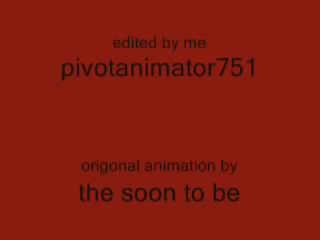 edited by me
pivotanimator751
origonal animation by
the soon to be